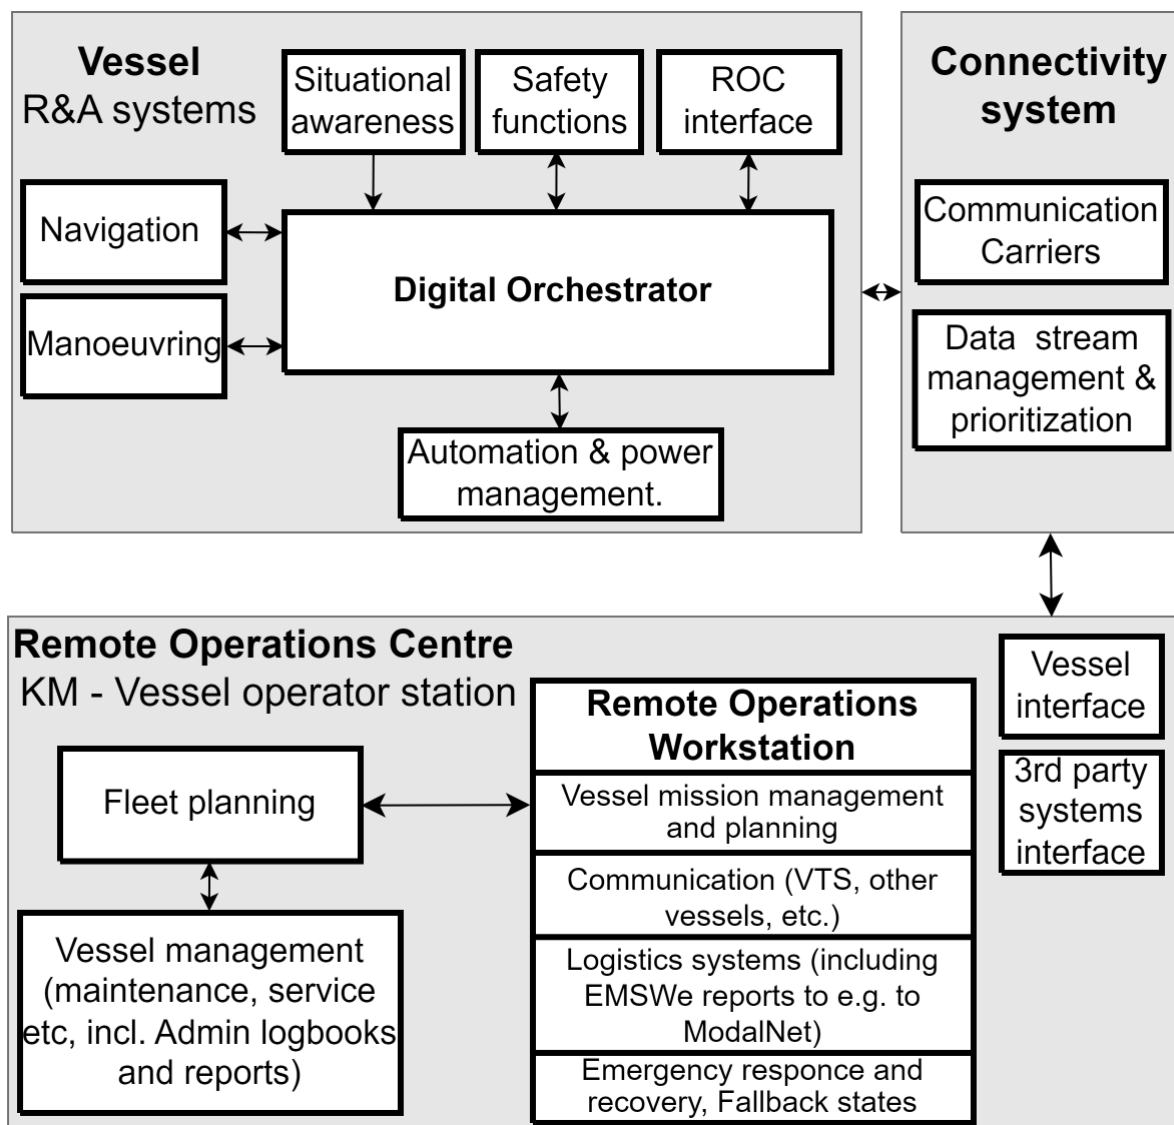 Vessel
R&A systems
Situational
awareness
Safety
functions
ROC
interface
Navigation
Manoeuvring
Digital Orchestrator
Automation & power
management.
Connectivity
system
Communication
Carriers
Data stream
management &
prioritization
Remote Operations Centre
KM - Vessel operator station
Fleet planning
Vessel management
(maintenance, service
etc, incl. Admin logbooks
and reports)
Remote Operations
Workstation
Vessel mission management
and planning
Communication (VTS, other
vessels, etc.)
Logistics systems (including
EMSWe reports to e.g. to
ModalNet)
Emergency responce and
recovery, Fallback states
Vessel
interface
3rd party
systems
interface